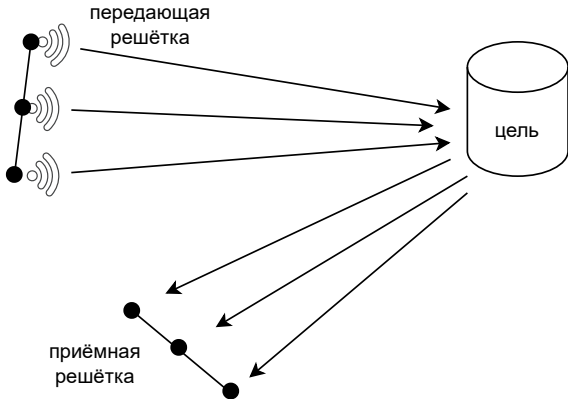 передающая
решётка
цель
приёмная
решётка